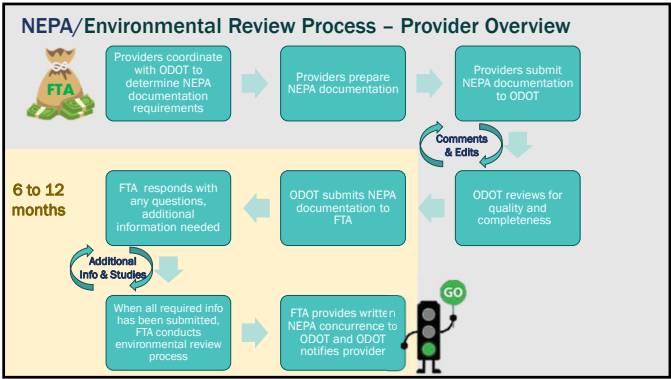 NEPA/Environmental Review Process – Provider Overview
FTA
Providers coordinate
with ODOT to
determine NEPA
documentation
requirements
Providers prepare
NEPA documentation
Providers submit
NEPA documentation
to ODOT
Comments
& Edits
ODOT reviews for
quality and
completeness
ODOT submits NEPA
documentation to
FTA
FTA responds with
any questions,
additional
information needed
6 to 12
months
Additional
Info & Studies
When all required info
has been submitted,
FTA conducts
environmental review
process
FTA provides written
NEPA concurrence to
ODOT and ODOT
notifies provider
GO